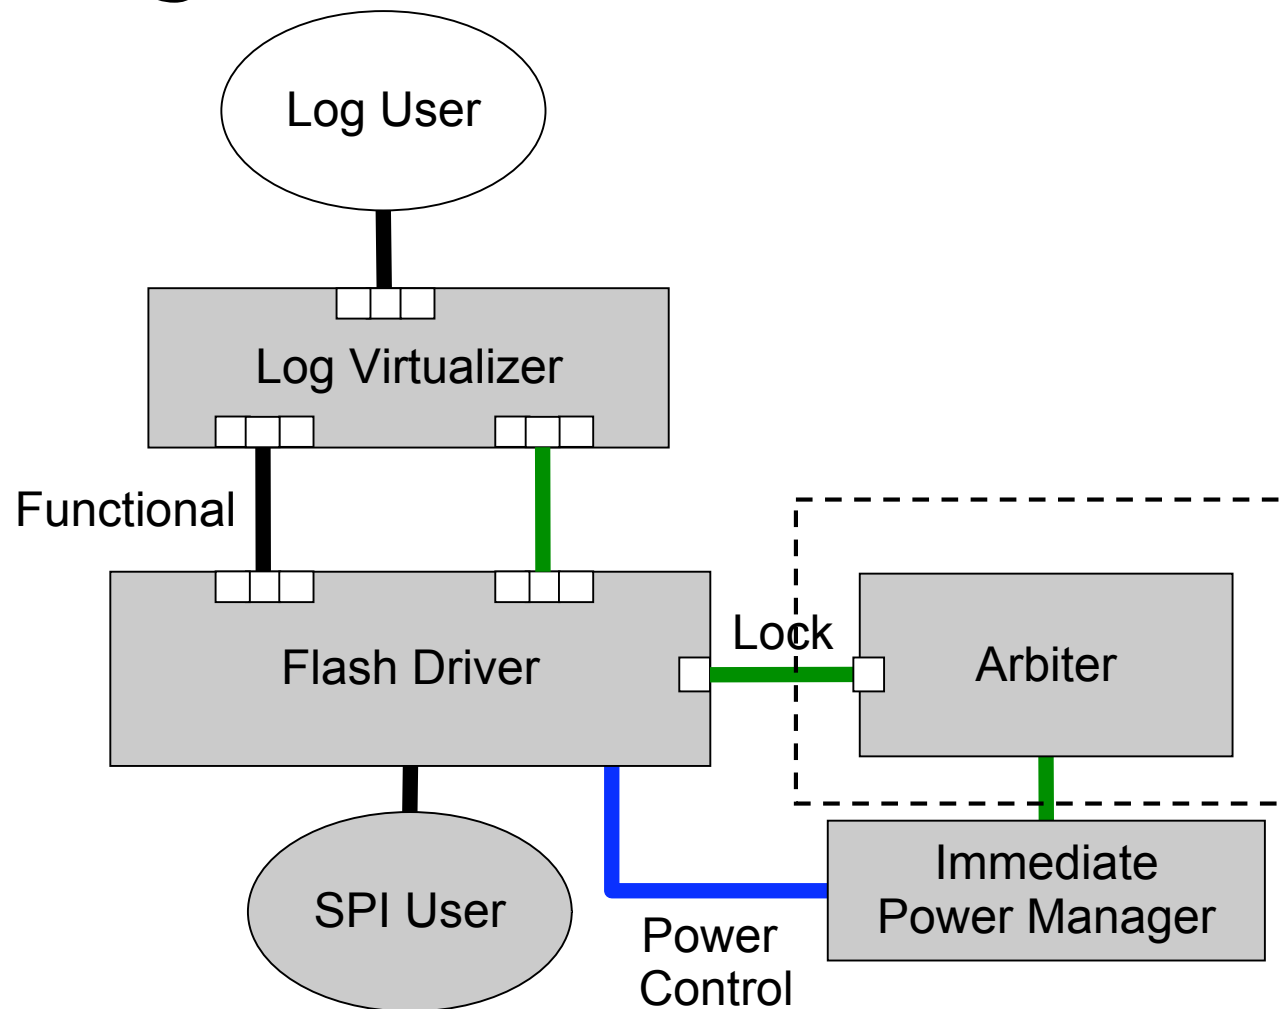 Log User
Log Virtualizer
Functional
Lock
Flash Driver
Arbiter
Immediate
Power Manager
SPI User
Power
Control